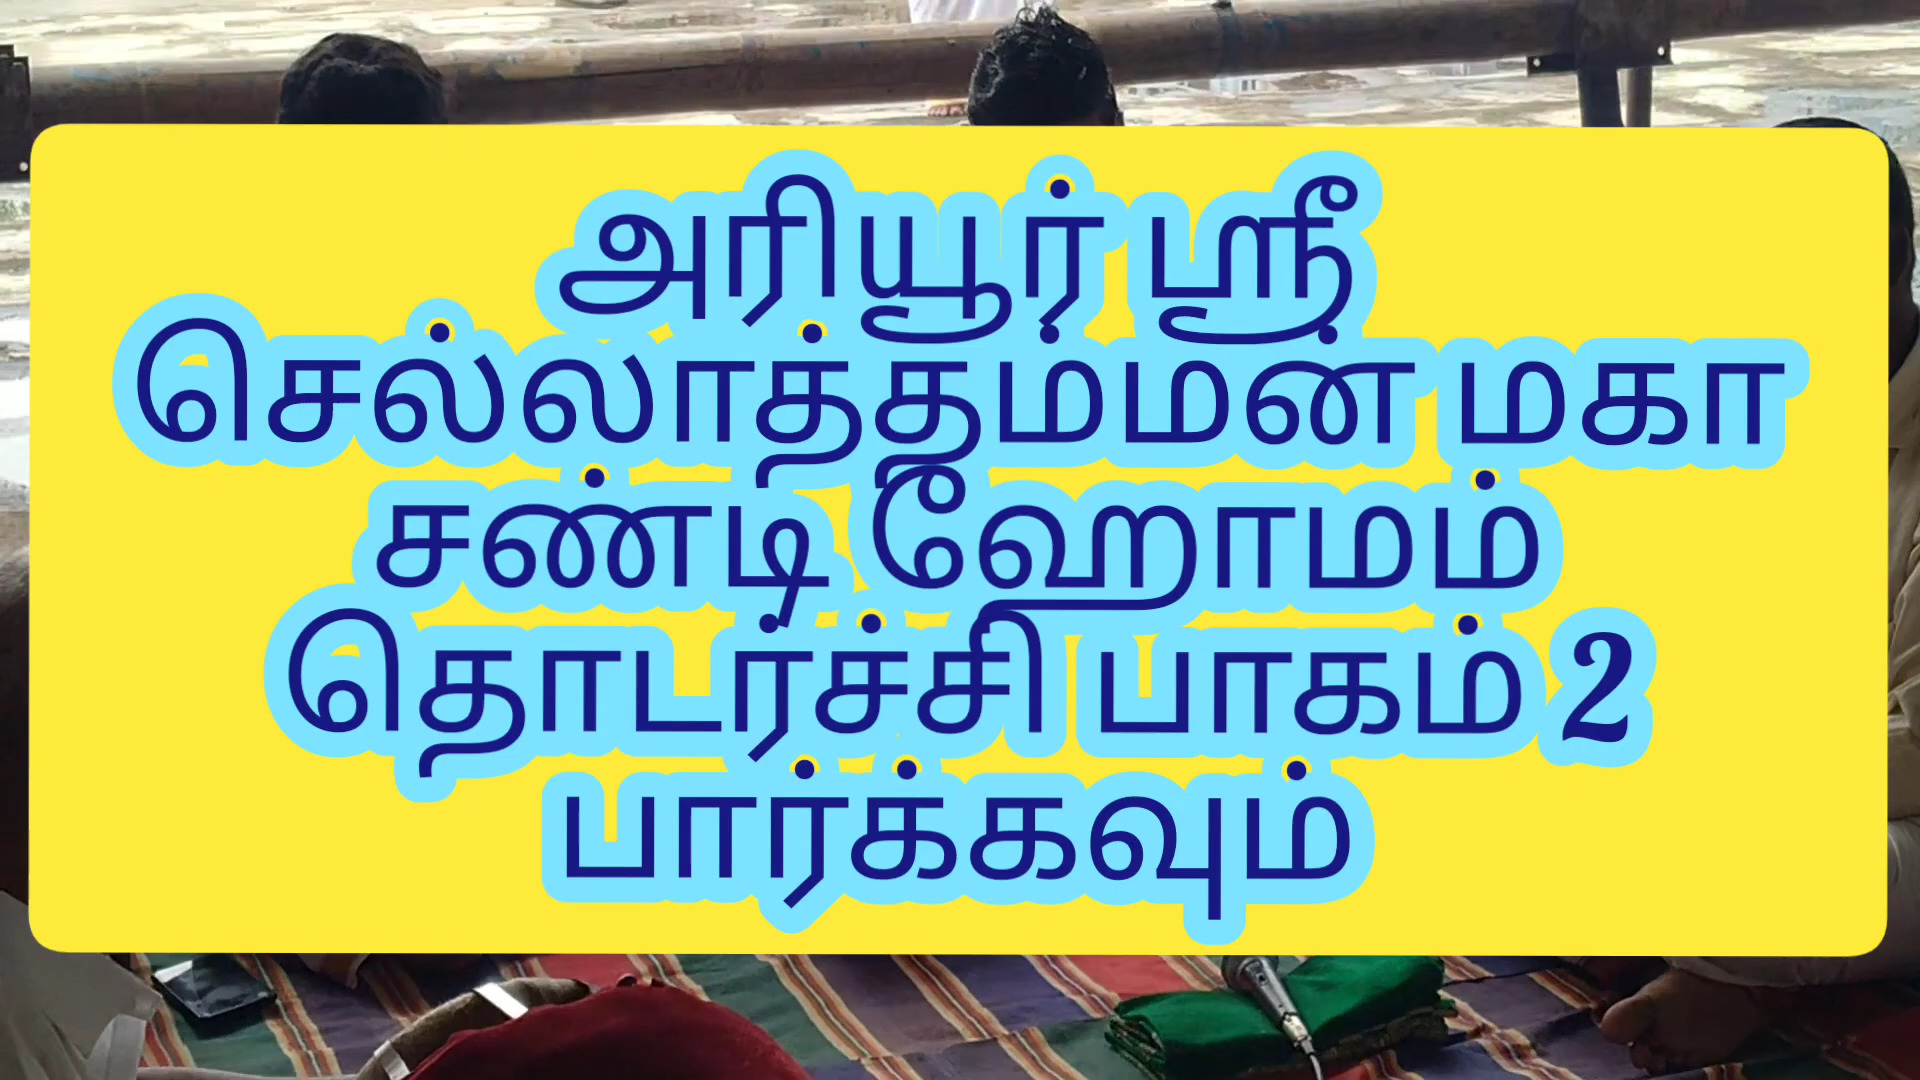 அரியூர் ஸ்ரீ
செல்லாத்தம்மன் மகா
சண்டி ஹோமம்
தொடர்ச்சி பாகம் 2
பார்க்கவும்